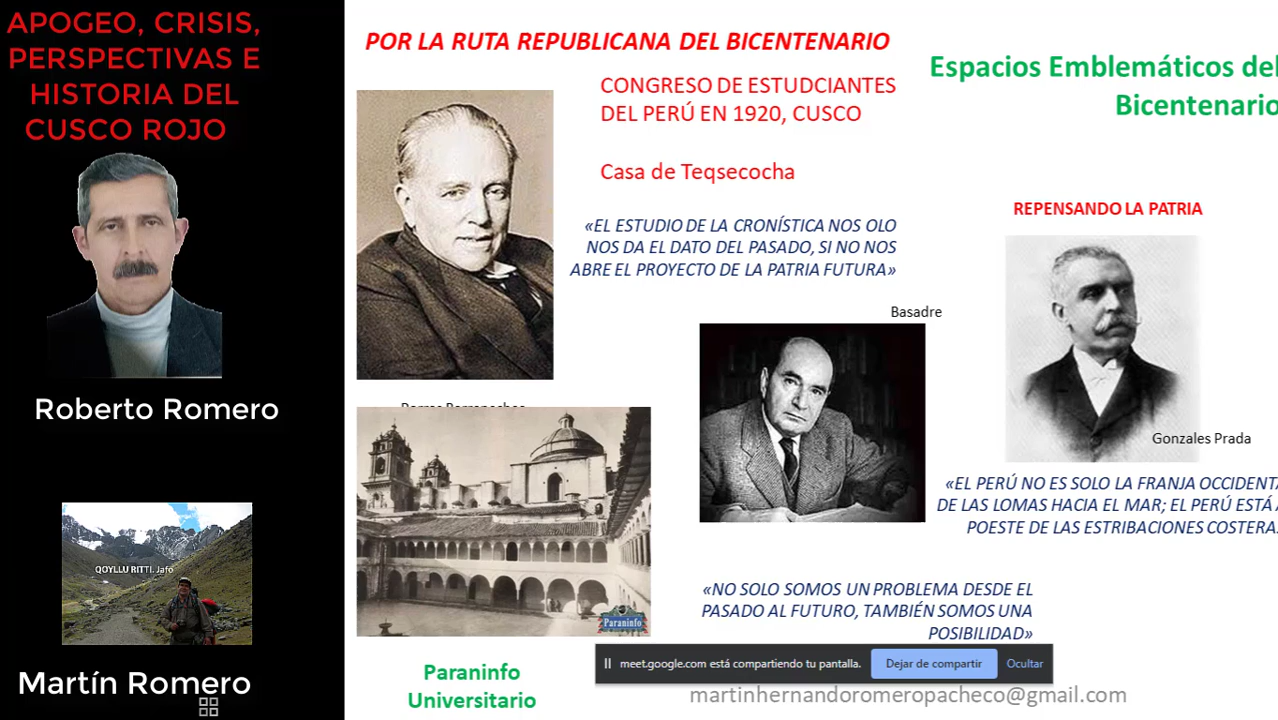 APOGEO, CRISIS,
PERSPECTIVAS E
HISTORIA DEL
CUSCO ROJO
Roberto Romero
QOYLLU RITTI. Jafo
Martín Romero
POR LA RUTA REPUBLICANA DEL BICENTENARIO
CONGRESO DE ESTUDCIANTES
DEL PERÚ EN 1920, CUSCO
Casa de Teqsecocha
«EL ESTUDIO DE LA CRONÍSTICA NOS OLO
NOS DA EL DATO DEL PASADO, SI NO NOS
ABRE EL PROYECTO DE LA PATRIA FUTURA»
Basadre
Paraninfo
Paraninfo
Universitario
«NO SOLO SOMOS UN PROBLEMA DESDE EL
PASADO AL FUTURO, TAMBIÉN SOMOS UNA
POSIBILIDAD»
Espacios Emblemáticos del
Bicentenario
REPENSANDO LA PATRIA
Gonzales Prada
«EL PERÚ NO ES SOLO LA FRANJA OCCIDENTA
DE LAS LOMAS HACIA EL MAR; EL PERÚ ESTÁ A
POESTE DE LAS ESTRIBACIONES COSTERA
meet.google.com está compartiendo tu pantalla.
Dejar de compartir
Ocultar
martinhernandoromeropacheco@gmail.com